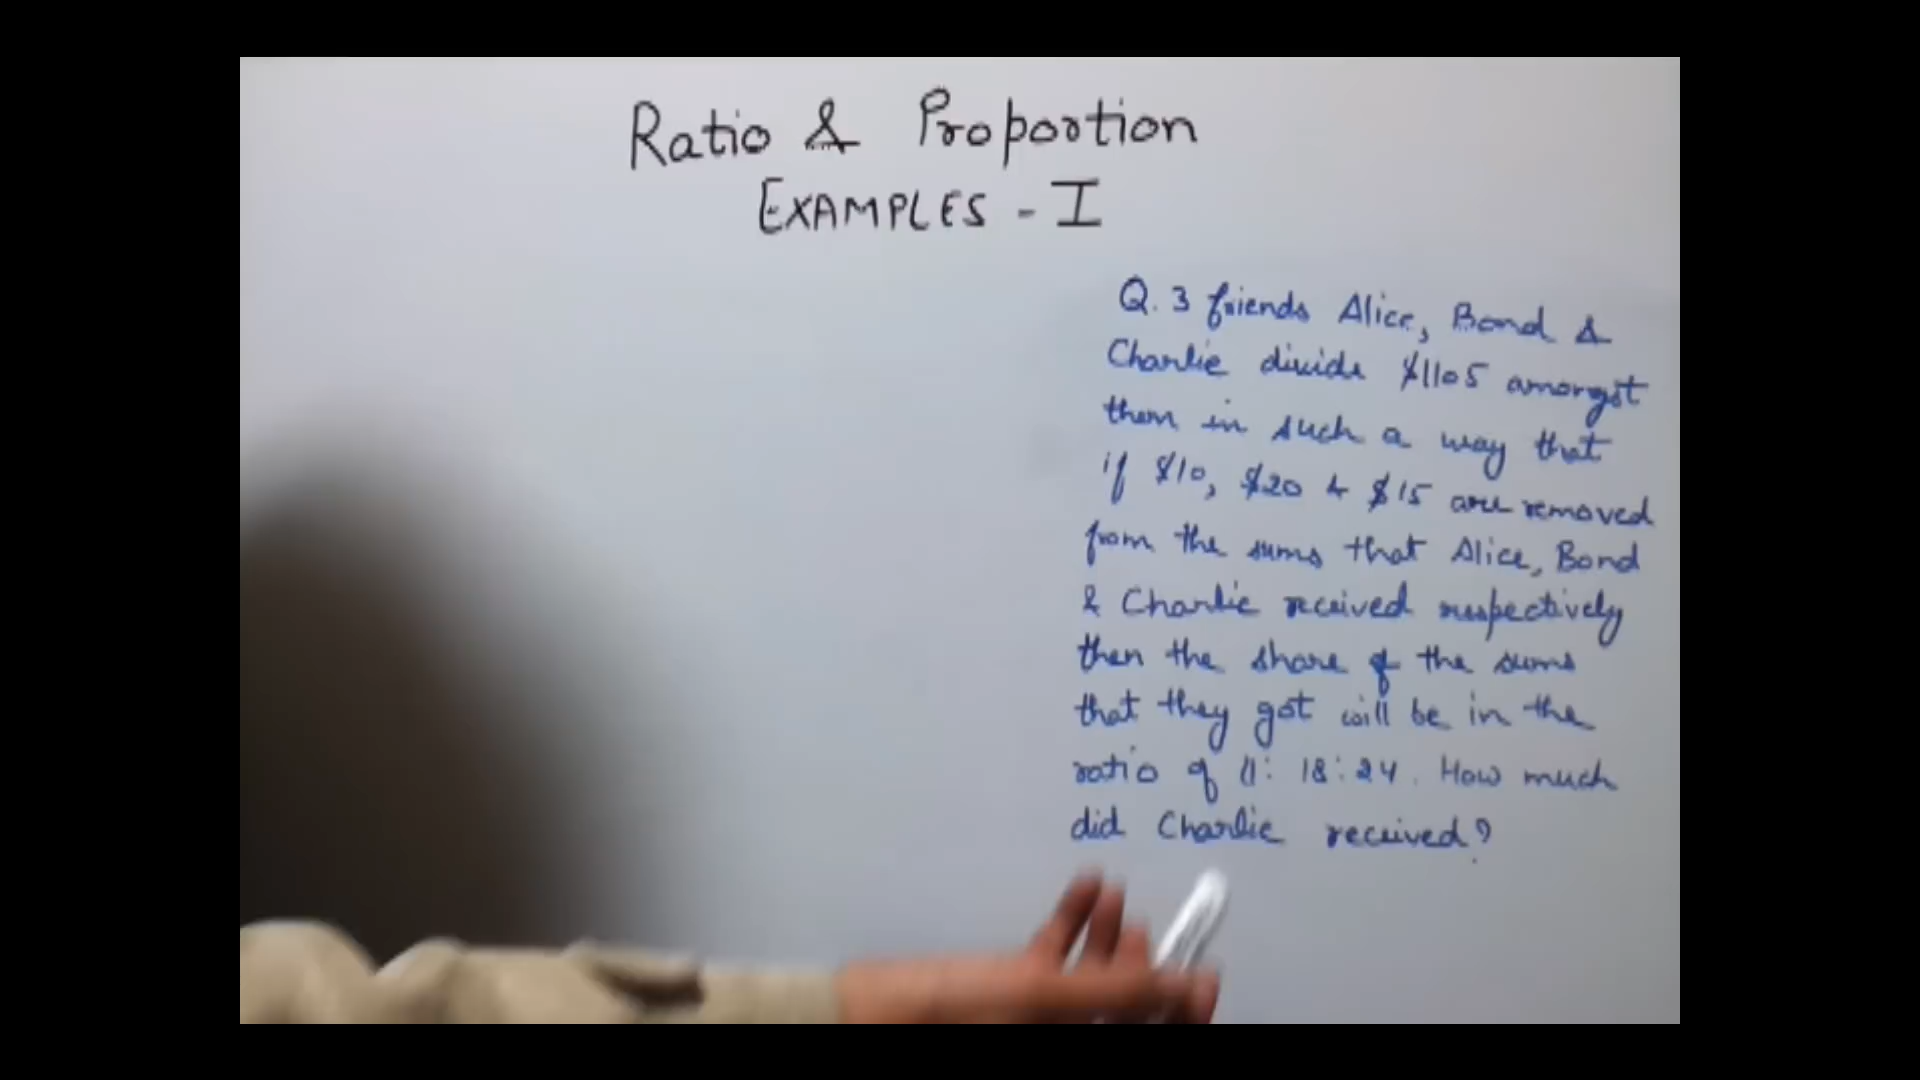 Ratio & Proportion
EXAMPLES - I
Q. 3 friends Alice, Bond &
Charlie divide $1105 amongst
them in such a way that
if $10, $20 & $15 are removed
from the sums that Alice, Bond
& Charlie received respectively
then the share of the sums
that they got will be in the
ratio of 11: 18:24. How much
did Charlie received?